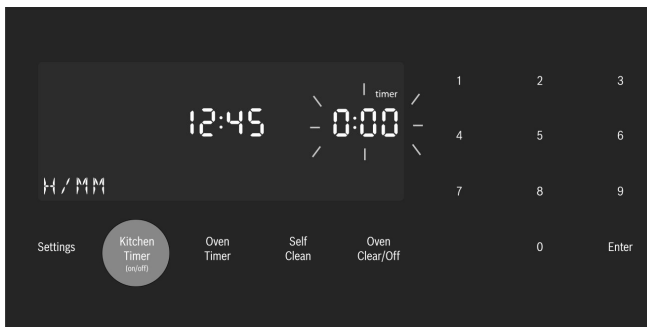 timer
12:45 0:00
H/MM
1 2 3
4 5 6
7 8 9
0 Enter
Settings
Kitchen
Timer
(on/off)
Oven
Timer
Self
Clean
Oven
Clear/Off